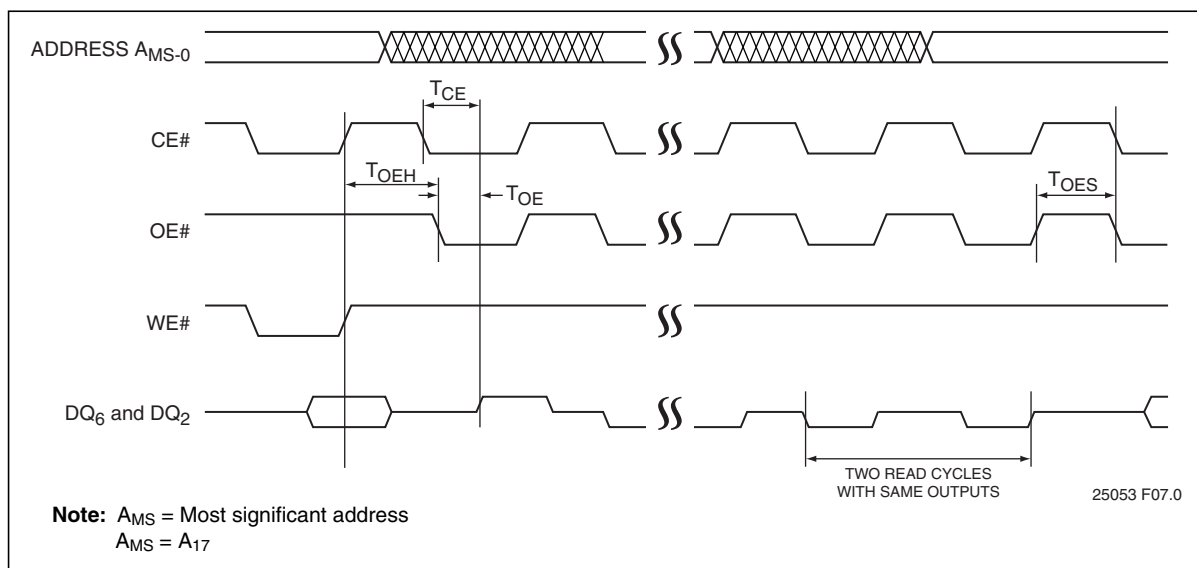 ADDRESS AMS-0
TCE
CE#
TOEH
TOE
TOES
OE#
WE#
DQ6 and DQ2
TWO READ CYCLES
WITH SAME OUTPUTS
25053 F07.0
Note: AMS = Most significant address
AMS = A17